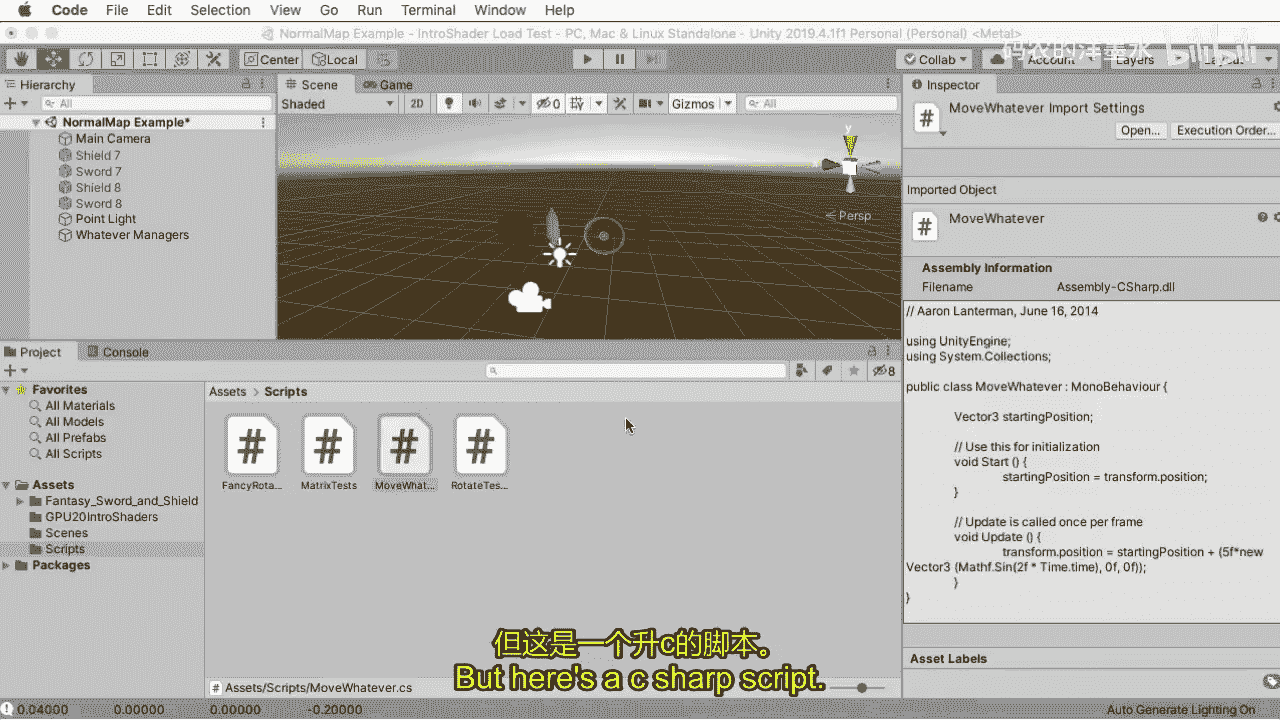 Code File Edit Selection View Go Run Terminal Window Help
NormalMap Example - IntroShader Load Test - PC, Mac & Linux Standalone - Unity 2019.4.1f1 Personal (Personal) <Metal>
码农的洋墨水 bilibili
Center Local Collab Account Layers
Hierarchy Scene Game Inspector
All Shaded 2D 0 Gizmos All
MoveWhatever Import Settings
Open... Execution Order...
NormalMap Example*
Main Camera
Shield 7
Sword 7
Shield 8
Sword 8
Point Light
Whatever Managers
y
Persp
Imported Object
MoveWhatever
Assembly Information
Filename Assembly-CSharp.dll
// Aaron Lanterman, June 16, 2014
using UnityEngine;
using System.Collections;
public class MoveWhatever : MonoBehaviour {
Vector3 startingPosition;
// Use this for initialization
void Start () {
startingPosition = transform.position;
}
// Update is called once per frame
void Update () {
transform.position = startingPosition + (5f*new
Vector3 (Mathf.Sin(2f * Time.time), 0f, 0f));
}
}
Asset Labels
Project Console
8
Favorites
All Materials
All Models
All Prefabs
All Scripts
Assets
Fantasy_Sword_and_Shield
GPU20IntroShaders
Scenes
Scripts
Packages
Assets > Scripts
# # # #
FancyRota... MatrixTests MoveWhat... RotateTes...
但这是一个升c的脚本。
But here's a c sharp script.
Assets/Scripts/MoveWhatever.cs
0.04000 0.00000 0.00000 -0.20000
Auto Generate Lighting On